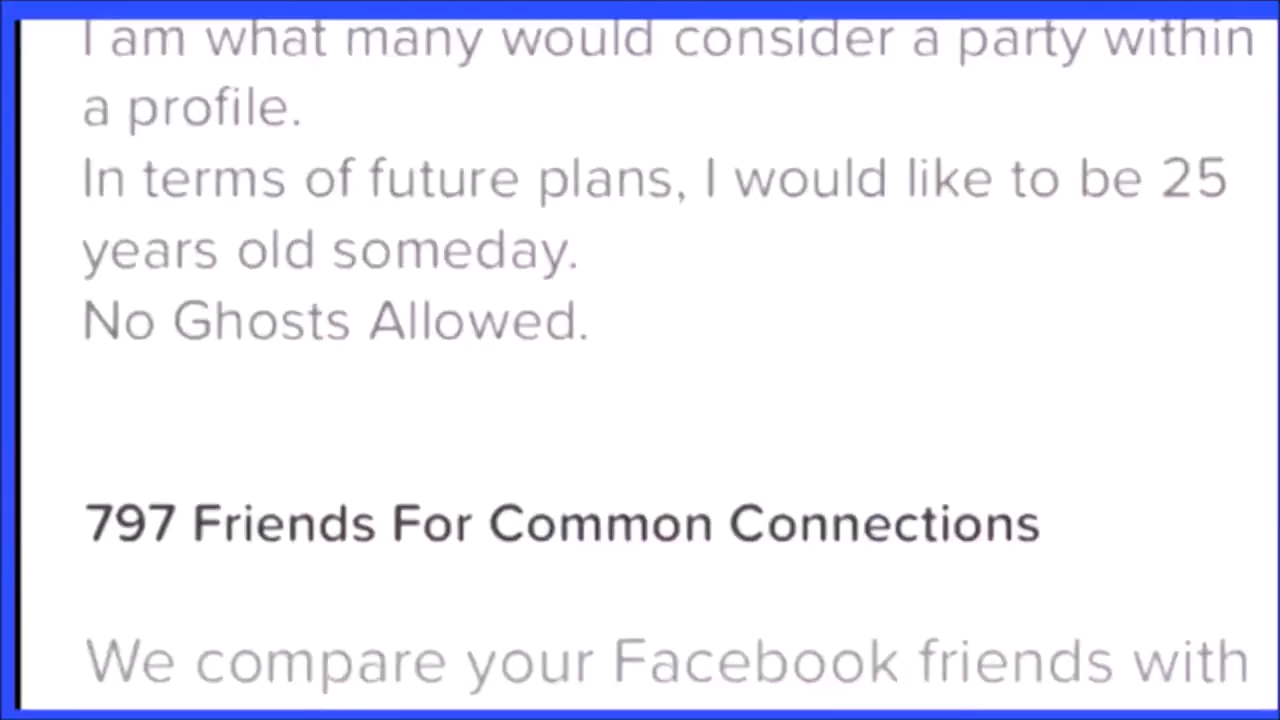 I am what many would consider a party within
a profile.
In terms of future plans, I would like to be 25
years old someday.
No Ghosts Allowed.
797 Friends For Common Connections
We compare your Facebook friends with